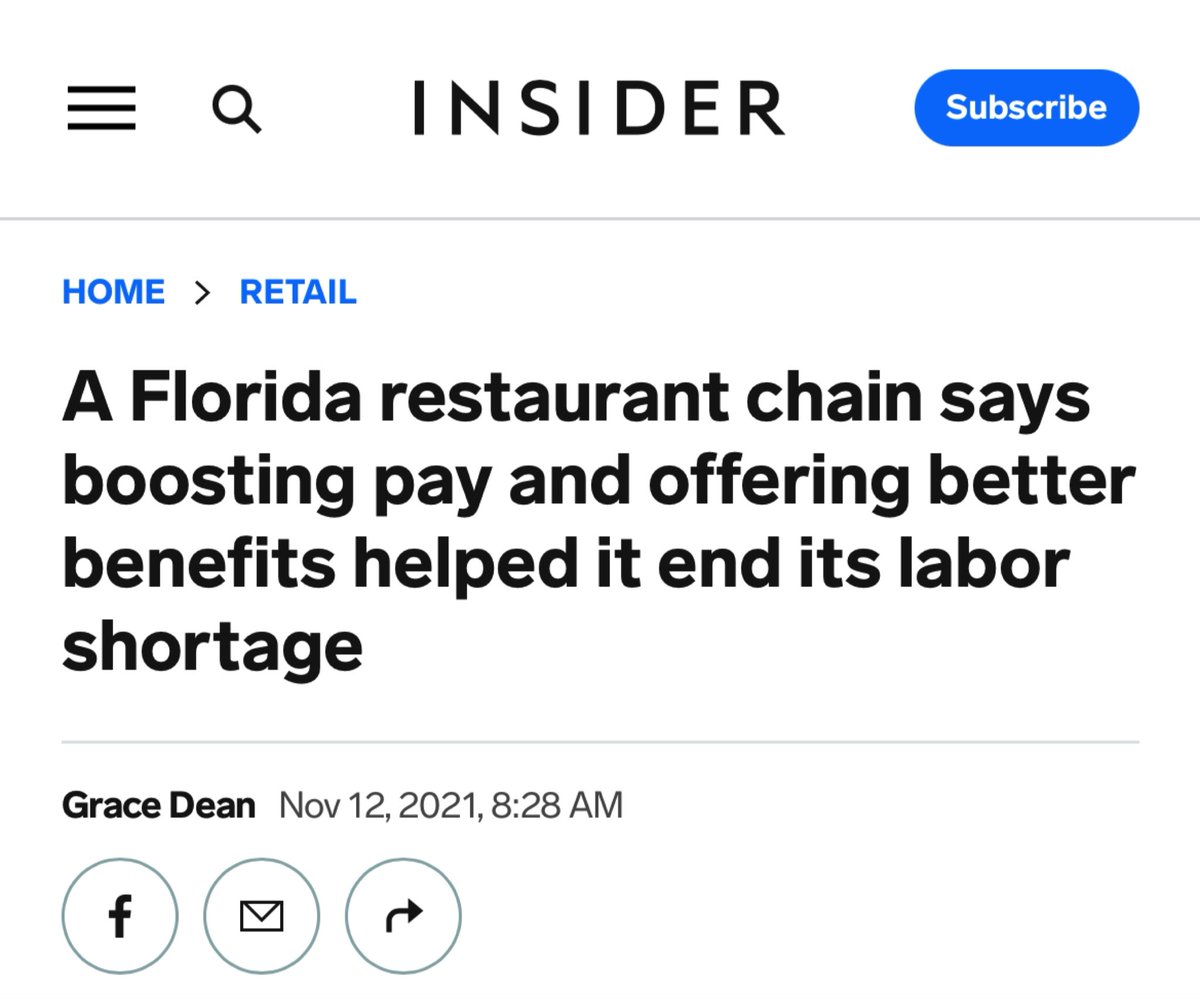 INSIDER
Subscribe
HOME > RETAIL
A Florida restaurant chain says
boosting pay and offering better
benefits helped it end its labor
shortage
Grace Dean Nov 12, 2021, 8:28 AM